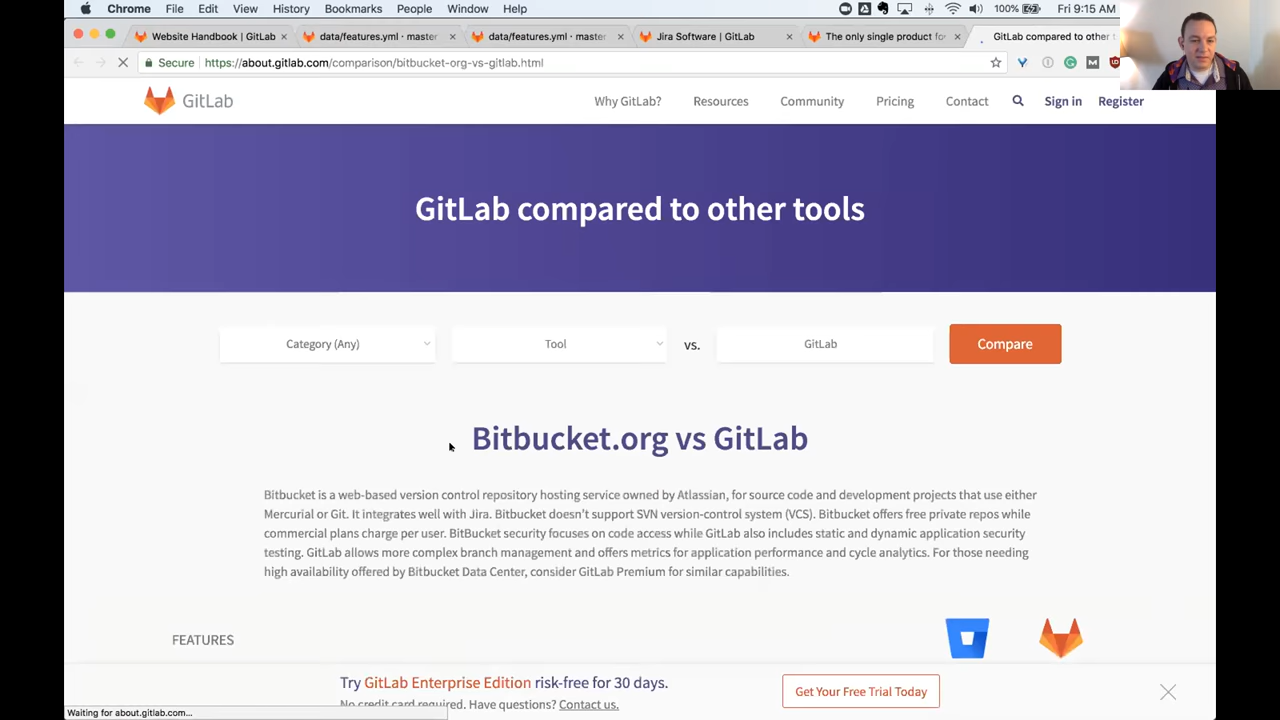 Chrome File Edit View History Bookmarks People Window Help 100% Fri 9:15 AM
Website Handbook | GitLab
data/features.yml · master
data/features.yml · master
Jira Software | GitLab
The only single product fo
GitLab compared to other t
Secure https://about.gitlab.com/comparison/bitbucket-org-vs-gitlab.html
GitLab Why GitLab? Resources Community Pricing Contact Sign in Register
GitLab compared to other tools
Category (Any) Tool vs. GitLab Compare
Bitbucket.org vs GitLab
Bitbucket is a web-based version control repository hosting service owned by Atlassian, for source code and development projects that use either
Mercurial or Git. It integrates well with Jira. Bitbucket doesn't support SVN version-control system (VCS). Bitbucket offers free private repos while
commercial plans charge per user. BitBucket security focuses on code access while GitLab also includes static and dynamic application security
testing. GitLab allows more complex branch management and offers metrics for application performance and cycle analytics. For those needing
high availability offered by Bitbucket Data Center, consider GitLab Premium for similar capabilities.
FEATURES
Try GitLab Enterprise Edition risk-free for 30 days.
No credit card required. Have questions? Contact us.
Get Your Free Trial Today
Waiting for about.gitlab.com...